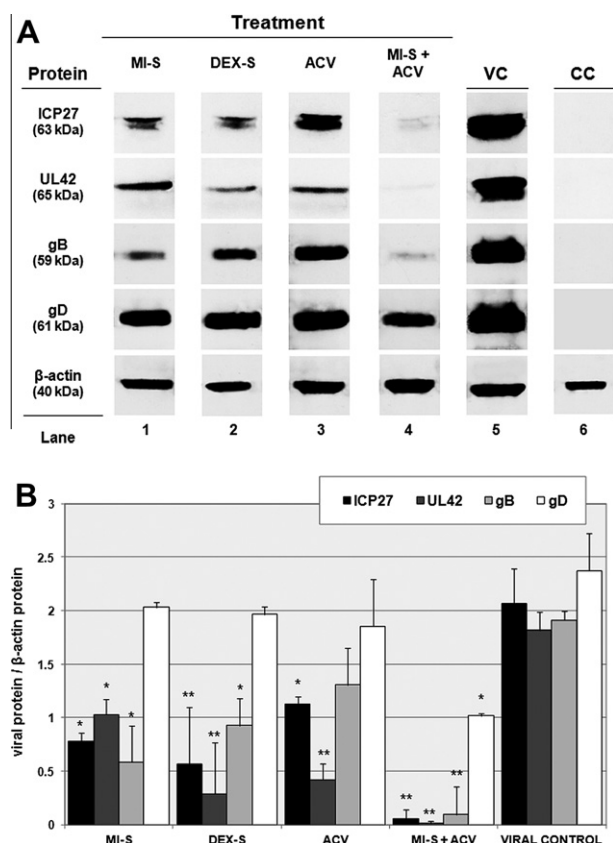 A
Treatment
Protein MI-S DEX-S ACV MI-S + ACV VC CC
ICP27
(63 kDa)
UL42
(65 kDa)
gB
(59 kDa)
gD
(61 kDa)
β-actin
(40 kDa)
Lane 1 2 3 4 5 6
B
ICP27 UL42 gB gD
viral protein / β-actin protein
3
2.5
2
1.5
1
0.5
0
* * *
** ** *
* **
** ** ** *
MI-S DEX-S ACV MI-S + ACV VIRAL CONTROL